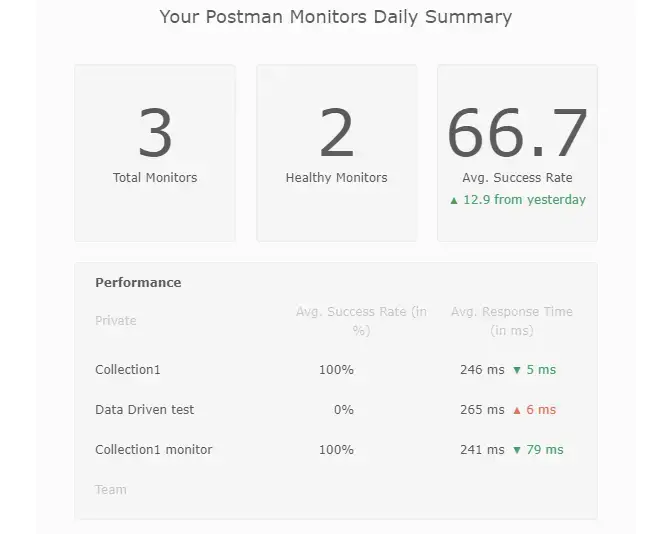 Your Postman Monitors Daily Summary
3
Total Monitors
2
Healthy Monitors
66.7
Avg. Success Rate
▲ 12.9 from yesterday
Performance
Private
Avg. Success Rate (in
%)
Avg. Response Time
(in ms)
Collection1 100% 246 ms ▼ 5 ms
Data Driven test 0% 265 ms ▲ 6 ms
Collection1 monitor 100% 241 ms ▼ 79 ms
Team